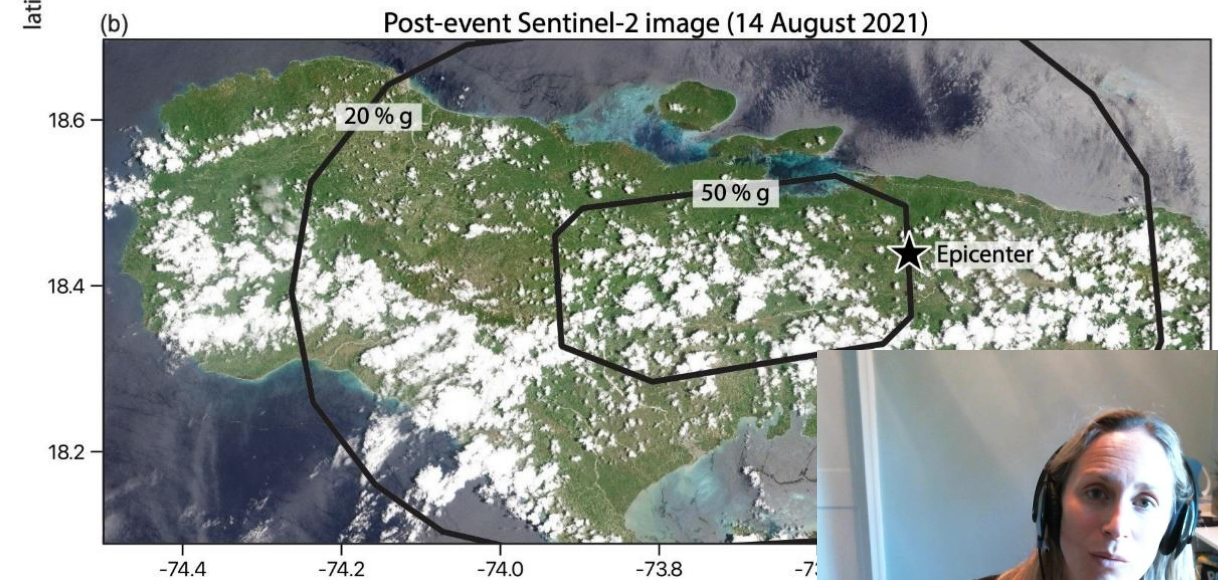 (b) Post-event Sentinel-2 image (14 August 2021)
18.6
20 % g
50 % g
Epicenter
18.4
18.2
-74.4 -74.2 -74.0 -73.8